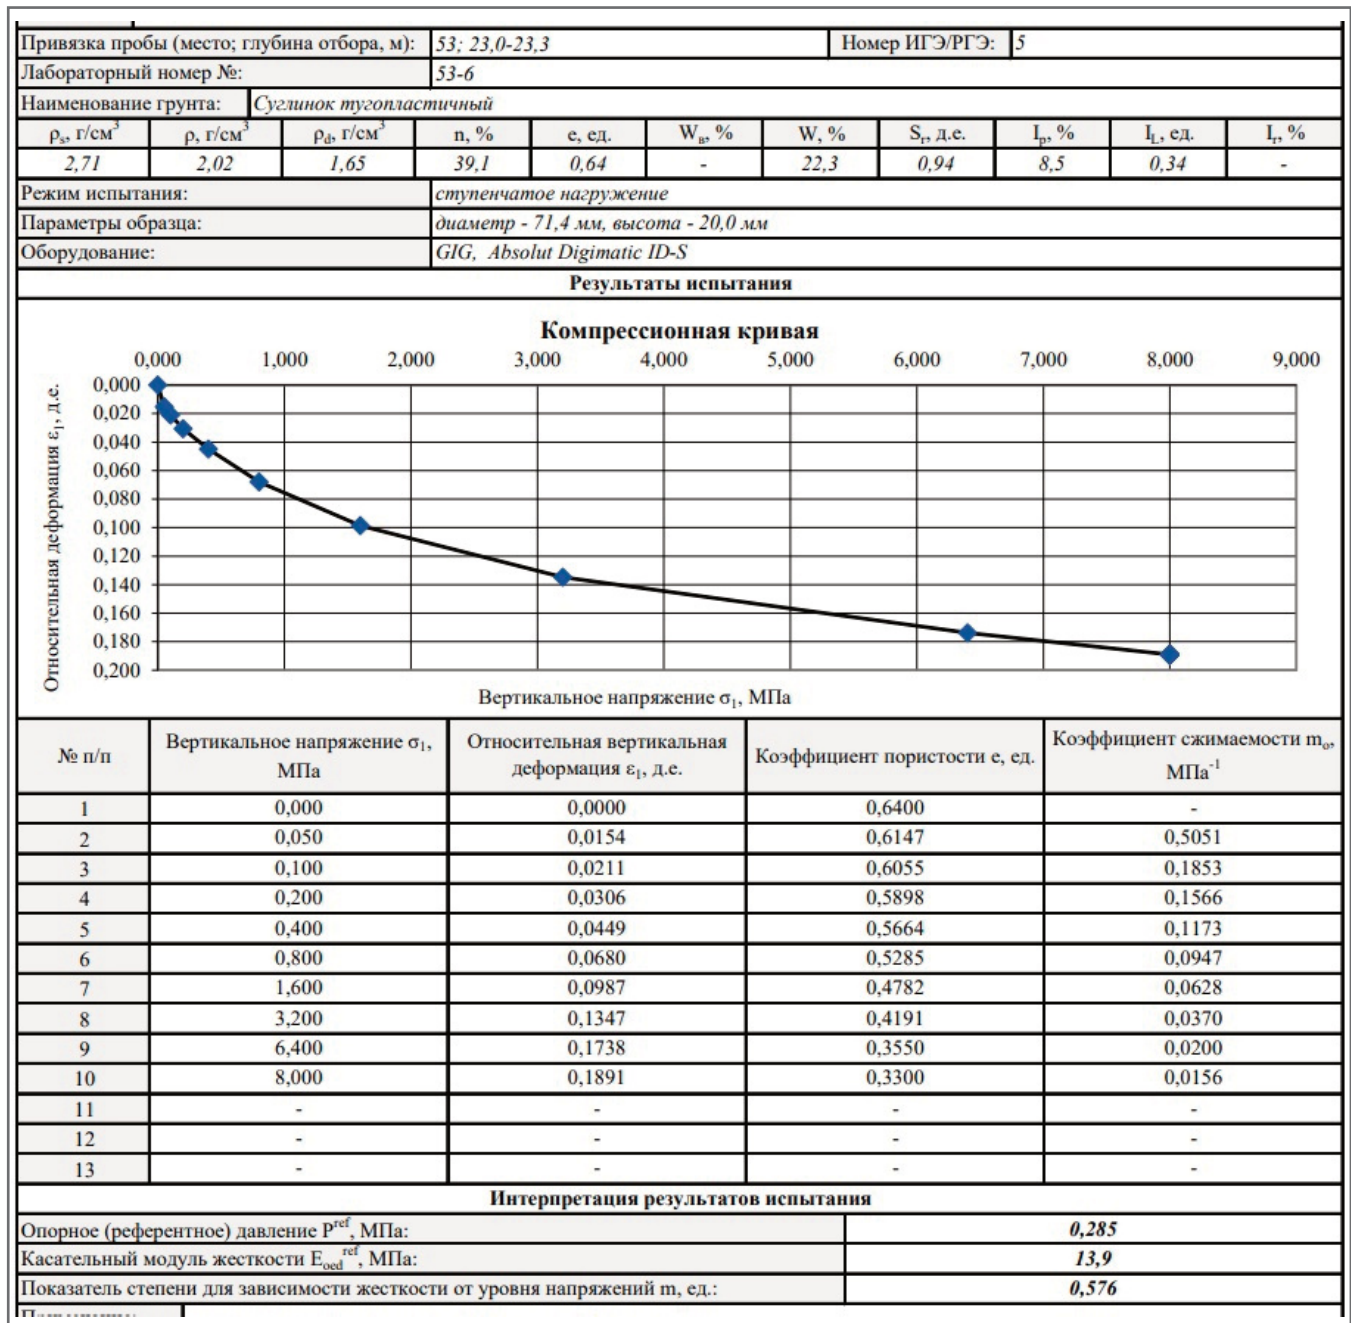 Привязка пробы (место; глубина отбора, м): 53; 23,0-23,3 Номер ИГЭ/РГЭ: 5
Лабораторный номер №: 53-6
Наименование грунта: Суглинок тугопластичный
ρs, г/см³ ρ, г/см³ ρd, г/см³ n, % e, ед. Wв, % W, % Sr, д.е. Ip, % IL, ед. Ir, %
2,71 2,02 1,65 39,1 0,64 - 22,3 0,94 8,5 0,34 -
Режим испытания: ступенчатое нагружение
Параметры образца: диаметр - 71,4 мм, высота - 20,0 мм
Оборудование: GIG, Absolut Digimatic ID-S
Результаты испытания
Компрессионная кривая
0,000 1,000 2,000 3,000 4,000 5,000 6,000 7,000 8,000 9,000
Относительная деформация ε1, д.е.
0,000
0,020
0,040
0,060
0,080
0,100
0,120
0,140
0,160
0,180
0,200
Вертикальное напряжение σ1, МПа
№ п/п Вертикальное напряжение σ1, МПа Относительная вертикальная деформация ε1, д.е. Коэффициент пористости e, ед. Коэффициент сжимаемости mo, МПа⁻¹
1 0,000 0,0000 0,6400 -
2 0,050 0,0154 0,6147 0,5051
3 0,100 0,0211 0,6055 0,1853
4 0,200 0,0306 0,5898 0,1566
5 0,400 0,0449 0,5664 0,1173
6 0,800 0,0680 0,5285 0,0947
7 1,600 0,0987 0,4782 0,0628
8 3,200 0,1347 0,4191 0,0370
9 6,400 0,1738 0,3550 0,0200
10 8,000 0,1891 0,3300 0,0156
11 - - - -
12 - - - -
13 - - - -
Интерпретация результатов испытания
Опорное (референтное) давление Pref, МПа: 0,285
Касательный модуль жесткости Eoedref, МПа: 13,9
Показатель степени для зависимости жесткости от уровня напряжений m, ед.: 0,576